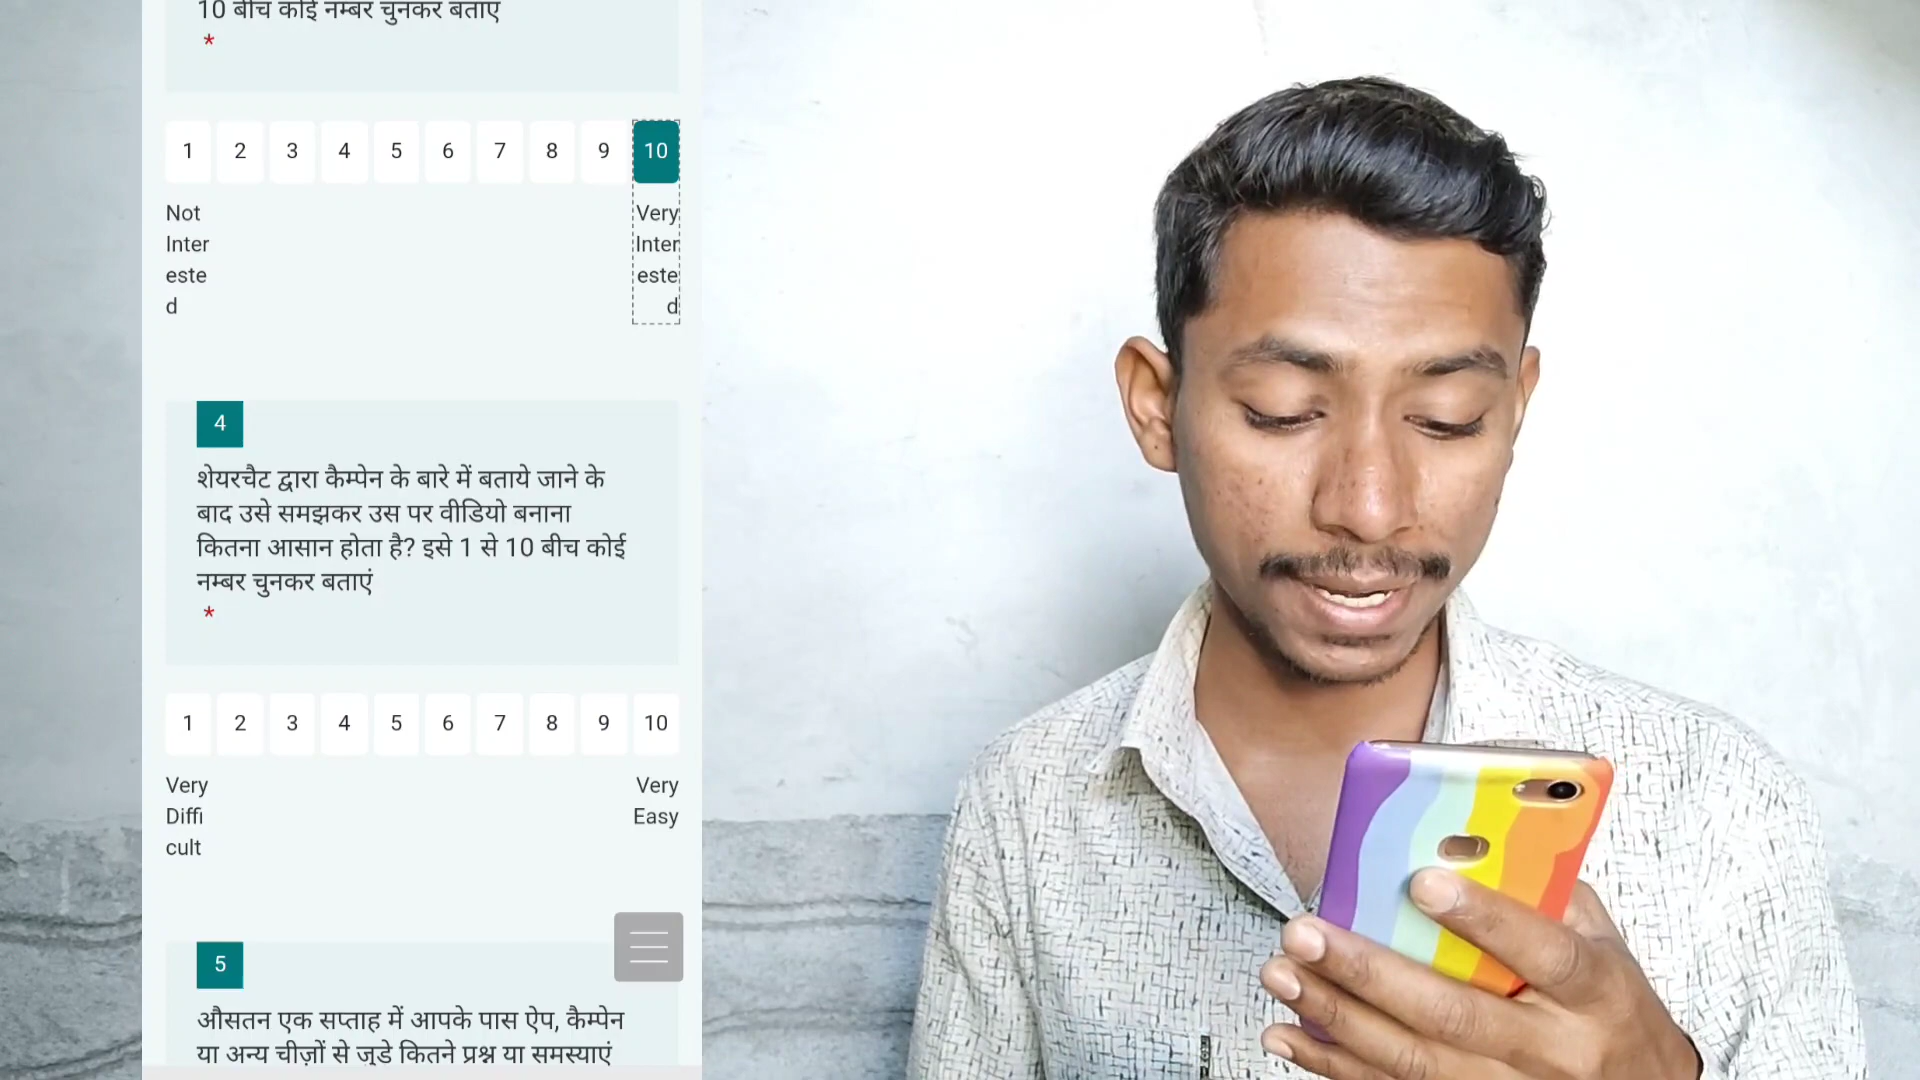 10 बीच कोई नम्बर चुनकर बताएं
*
1 2 3 4 5 6 7 8 9 10
Not Very
Inter Inter
este este
d d
4
शेयरचैट द्वारा कैम्पेन के बारे में बताये जाने के
बाद उसे समझकर उस पर वीडियो बनाना
कितना आसान होता है? इसे 1 से 10 बीच कोई
नम्बर चुनकर बताएं
*
1 2 3 4 5 6 7 8 9 10
Very Very
Diffi Easy
cult
5
औसतन एक सप्ताह में आपके पास ऐप, कैम्पेन
या अन्य चीज़ों से जुडे कितने प्रश्न या समस्याएं